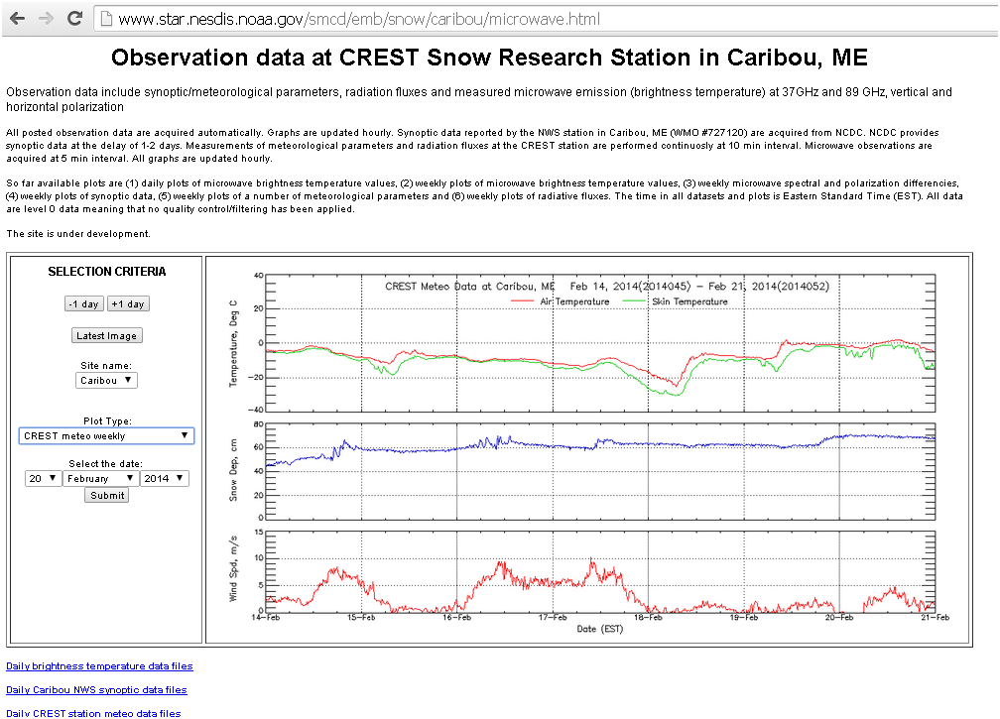 www.star.nesdis.noaa.gov/smcd/emb/snow/caribou/microwave.html
Observation data at CREST Snow Research Station in Caribou, ME
Observation data include synoptic/meteorological parameters, radiation fluxes and measured microwave emission (brightness temperature) at 37GHz and 89 GHz, vertical and
horizontal polarization
All posted observation data are acquired automatically. Graphs are updated hourly. Synoptic data reported by the NWS station in Caribou, ME (WMO #727120) are acquired from NCDC. NCDC provides
synoptic data at the delay of 1-2 days. Measurements of meteorological parameters and radiation fluxes at the CREST station are performed continuosly at 10 min interval. Microwave observations are
acquired at 5 min interval. All graphs are updated hourly.
So far available plots are (1) daily plots of microwave brightness temperature values, (2) weekly plots of microwave brightness temperature values, (3) weekly microwave spectral and polarization differencies,
(4) weekly plots of synoptic data, (5) weekly plots of a number of meteorological parameters and (6) weekly plots of radiative fluxes. The time in all datasets and plots is Eastern Standard Time (EST). All data
are level 0 data meaning that no quality control/filtering has been applied.
The site is under development.
SELECTION CRITERIA
-1 day +1 day
Latest Image
Site name:
Caribou
Plot Type:
CREST meteo weekly
Select the date:
20 February 2014
Submit
CREST Meteo Data at Caribou, ME Feb 14, 2014(2014045) - Feb 21, 2014(2014052)
Air Temperature Skin Temperature
Temperature, Deg C
40
20
0
-20
-40
Snow Dep, cm
80
60
40
20
0
Wind Spd, m/s
15
10
5
0
14-Feb 15-Feb 16-Feb 17-Feb 18-Feb 19-Feb 20-Feb 21-Feb
Date (EST)
Daily brightness temperature data files
Daily Caribou NWS synoptic data files
Daily CREST station meteo data files